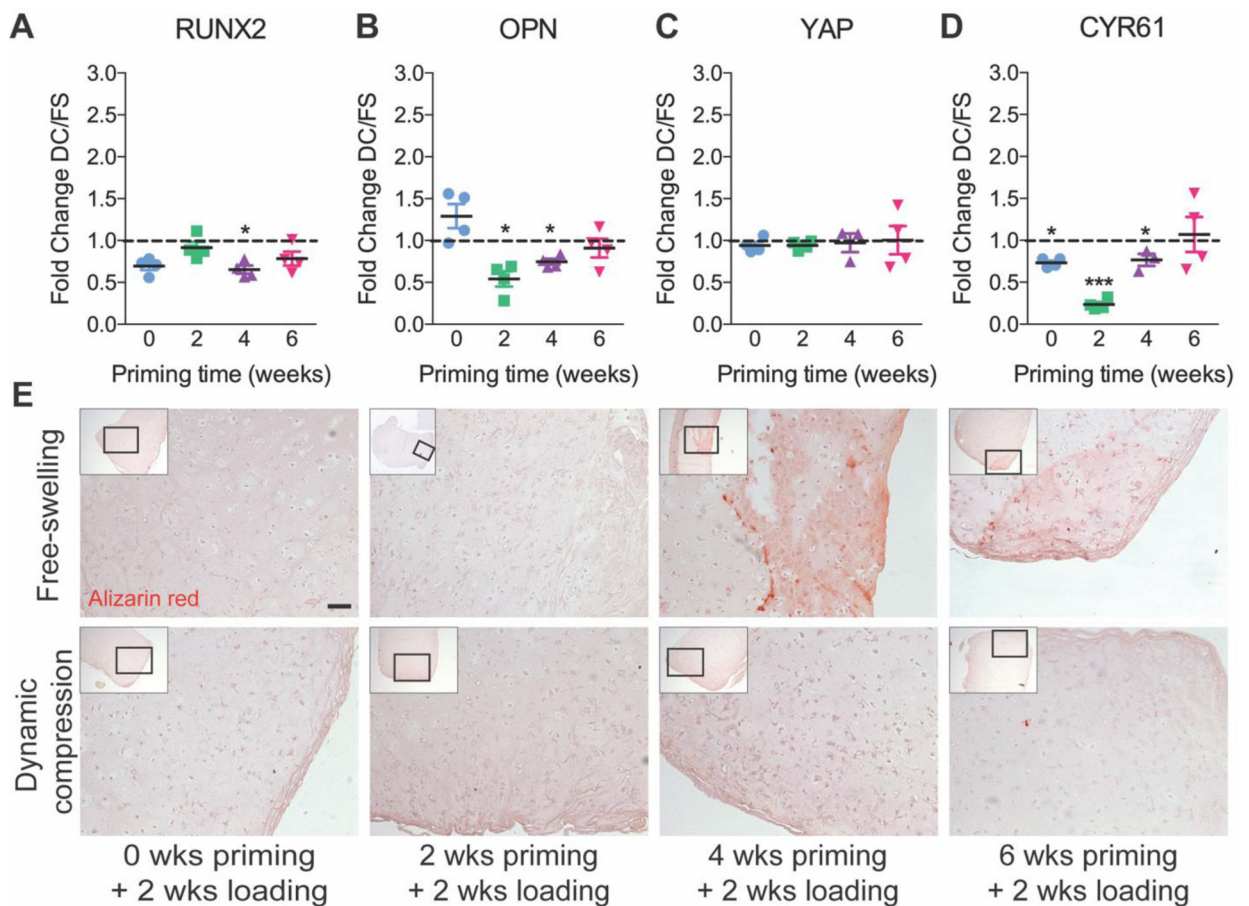 A
RUNX2
Fold Change DC/FS
3.0
2.5
2.0
1.5
1.0
0.5
0.0
*
0 2 4 6
Priming time (weeks)
B
OPN
Fold Change DC/FS
3.0
2.5
2.0
1.5
1.0
0.5
0.0
* *
0 2 4 6
Priming time (weeks)
C
YAP
Fold Change DC/FS
3.0
2.5
2.0
1.5
1.0
0.5
0.0
0 2 4 6
Priming time (weeks)
D
CYR61
Fold Change DC/FS
3.0
2.5
2.0
1.5
1.0
0.5
0.0
* *
***
0 2 4 6
Priming time (weeks)
E
Free-swelling
Alizarin red
Dynamic
compression
0 wks priming
+ 2 wks loading
2 wks priming
+ 2 wks loading
4 wks priming
+ 2 wks loading
6 wks priming
+ 2 wks loading